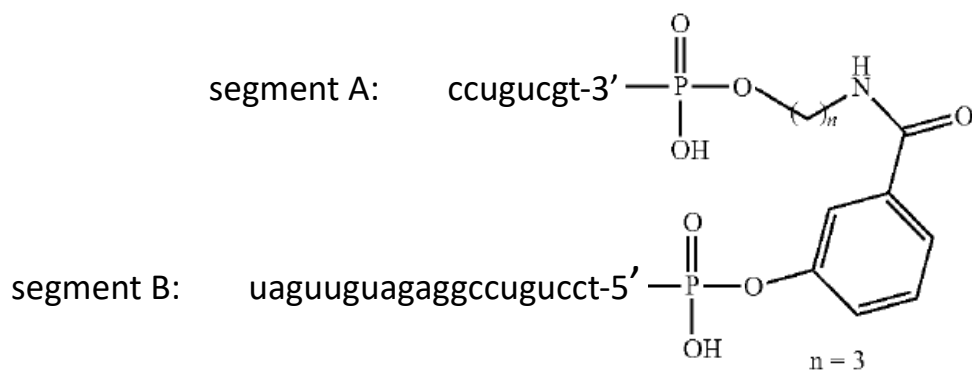 O
H
segment A: ccugucgt-3’ P O ( )n N
O
OH
O
segment B: uaguuguagaggccugucct-5’ P O
OH
n = 3